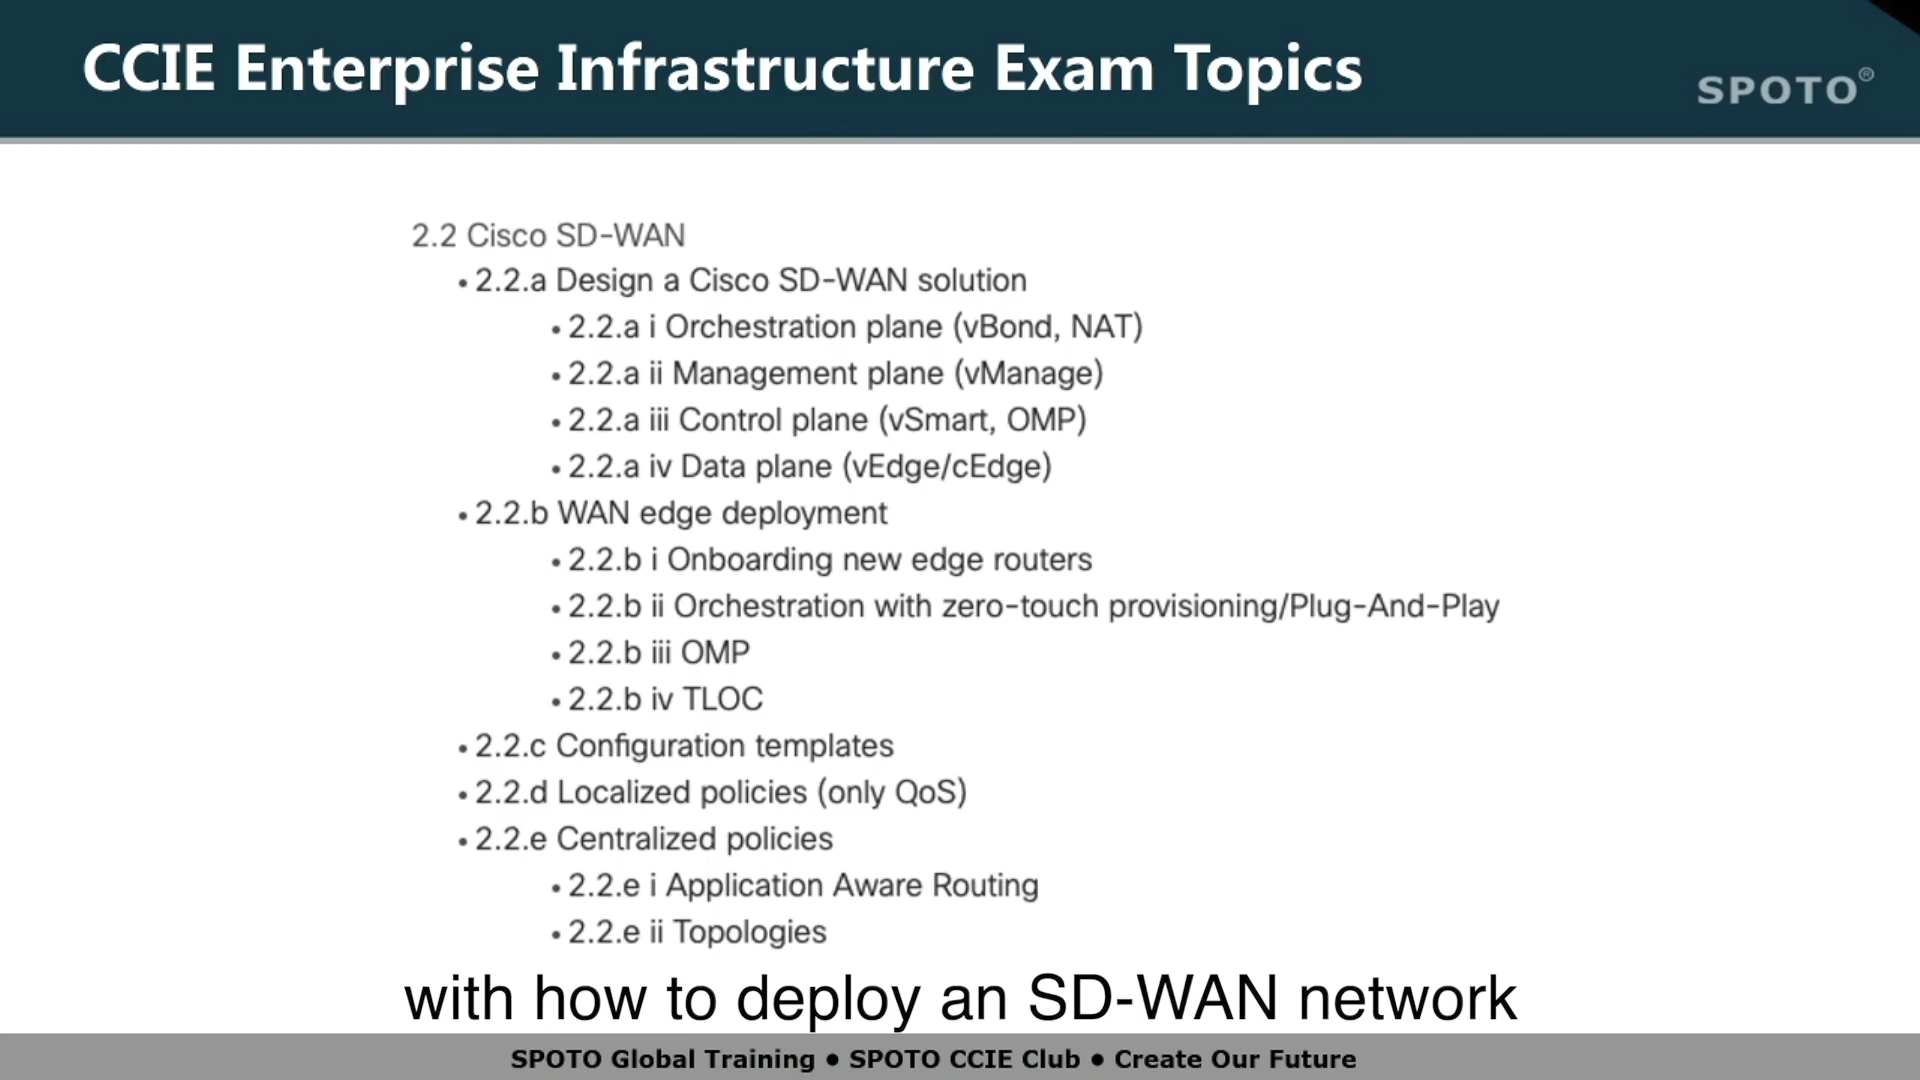 CCIE Enterprise Infrastructure Exam Topics
SPOTO®
2.2 Cisco SD-WAN
• 2.2.a Design a Cisco SD-WAN solution
• 2.2.a i Orchestration plane (vBond, NAT)
• 2.2.a ii Management plane (vManage)
• 2.2.a iii Control plane (vSmart, OMP)
• 2.2.a iv Data plane (vEdge/cEdge)
• 2.2.b WAN edge deployment
• 2.2.b i Onboarding new edge routers
• 2.2.b ii Orchestration with zero-touch provisioning/Plug-And-Play
• 2.2.b iii OMP
• 2.2.b iv TLOC
• 2.2.c Configuration templates
• 2.2.d Localized policies (only QoS)
• 2.2.e Centralized policies
• 2.2.e i Application Aware Routing
• 2.2.e ii Topologies
with how to deploy an SD-WAN network
SPOTO Global Training ● SPOTO CCIE Club ● Create Our Future